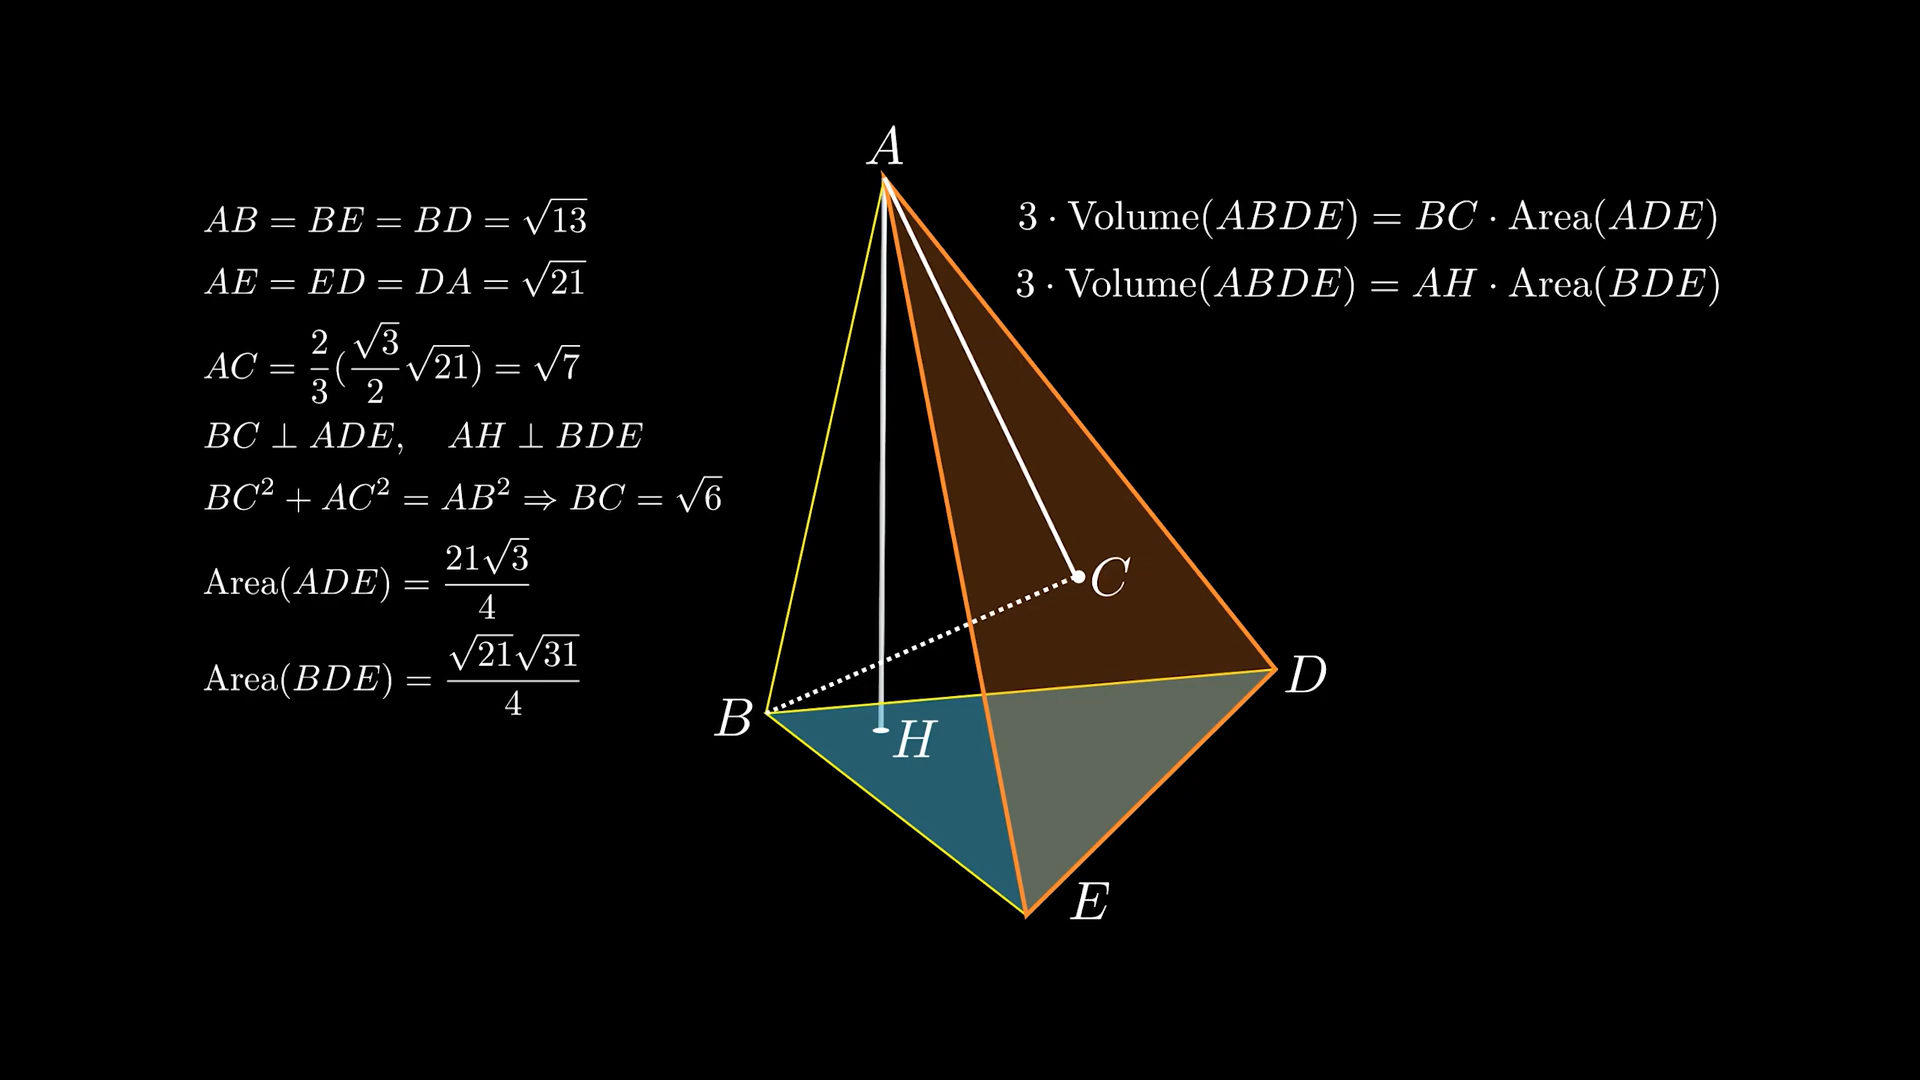 A
AB = BE = BD = √13
3 · Volume(ABDE) = BC · Area(ADE)
AE = ED = DA = √21
3 · Volume(ABDE) = AH · Area(BDE)
AC = 2/3(√3/2 √21) = √7
BC ⊥ ADE, AH ⊥ BDE
BC² + AC² = AB² ⇒ BC = √6
Area(ADE) = 21√3/4
C
Area(BDE) = √21√31/4
D
B
H
E